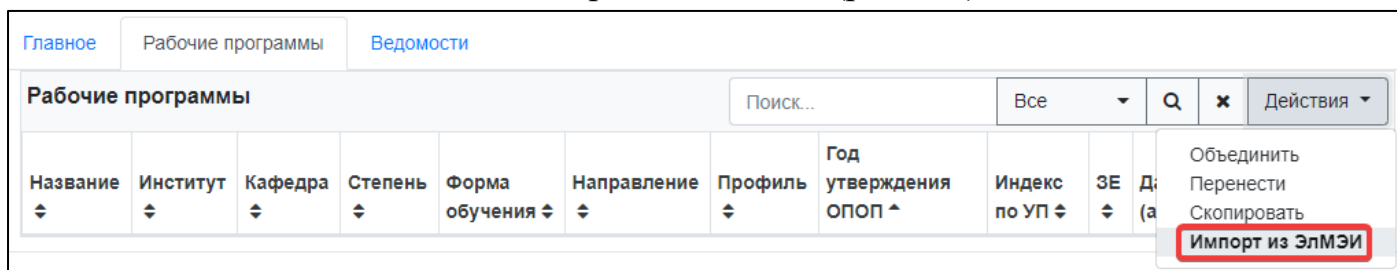 Главное Рабочие программы Ведомости
Рабочие программы Поиск... Все Действия
Объединить
Перенести
Скопировать
Импорт из ЭлМЭИ
Название Институт Кафедра Степень Форма обучения Направление Профиль Год утверждения ОПОП Индекс по УП ЗЕ